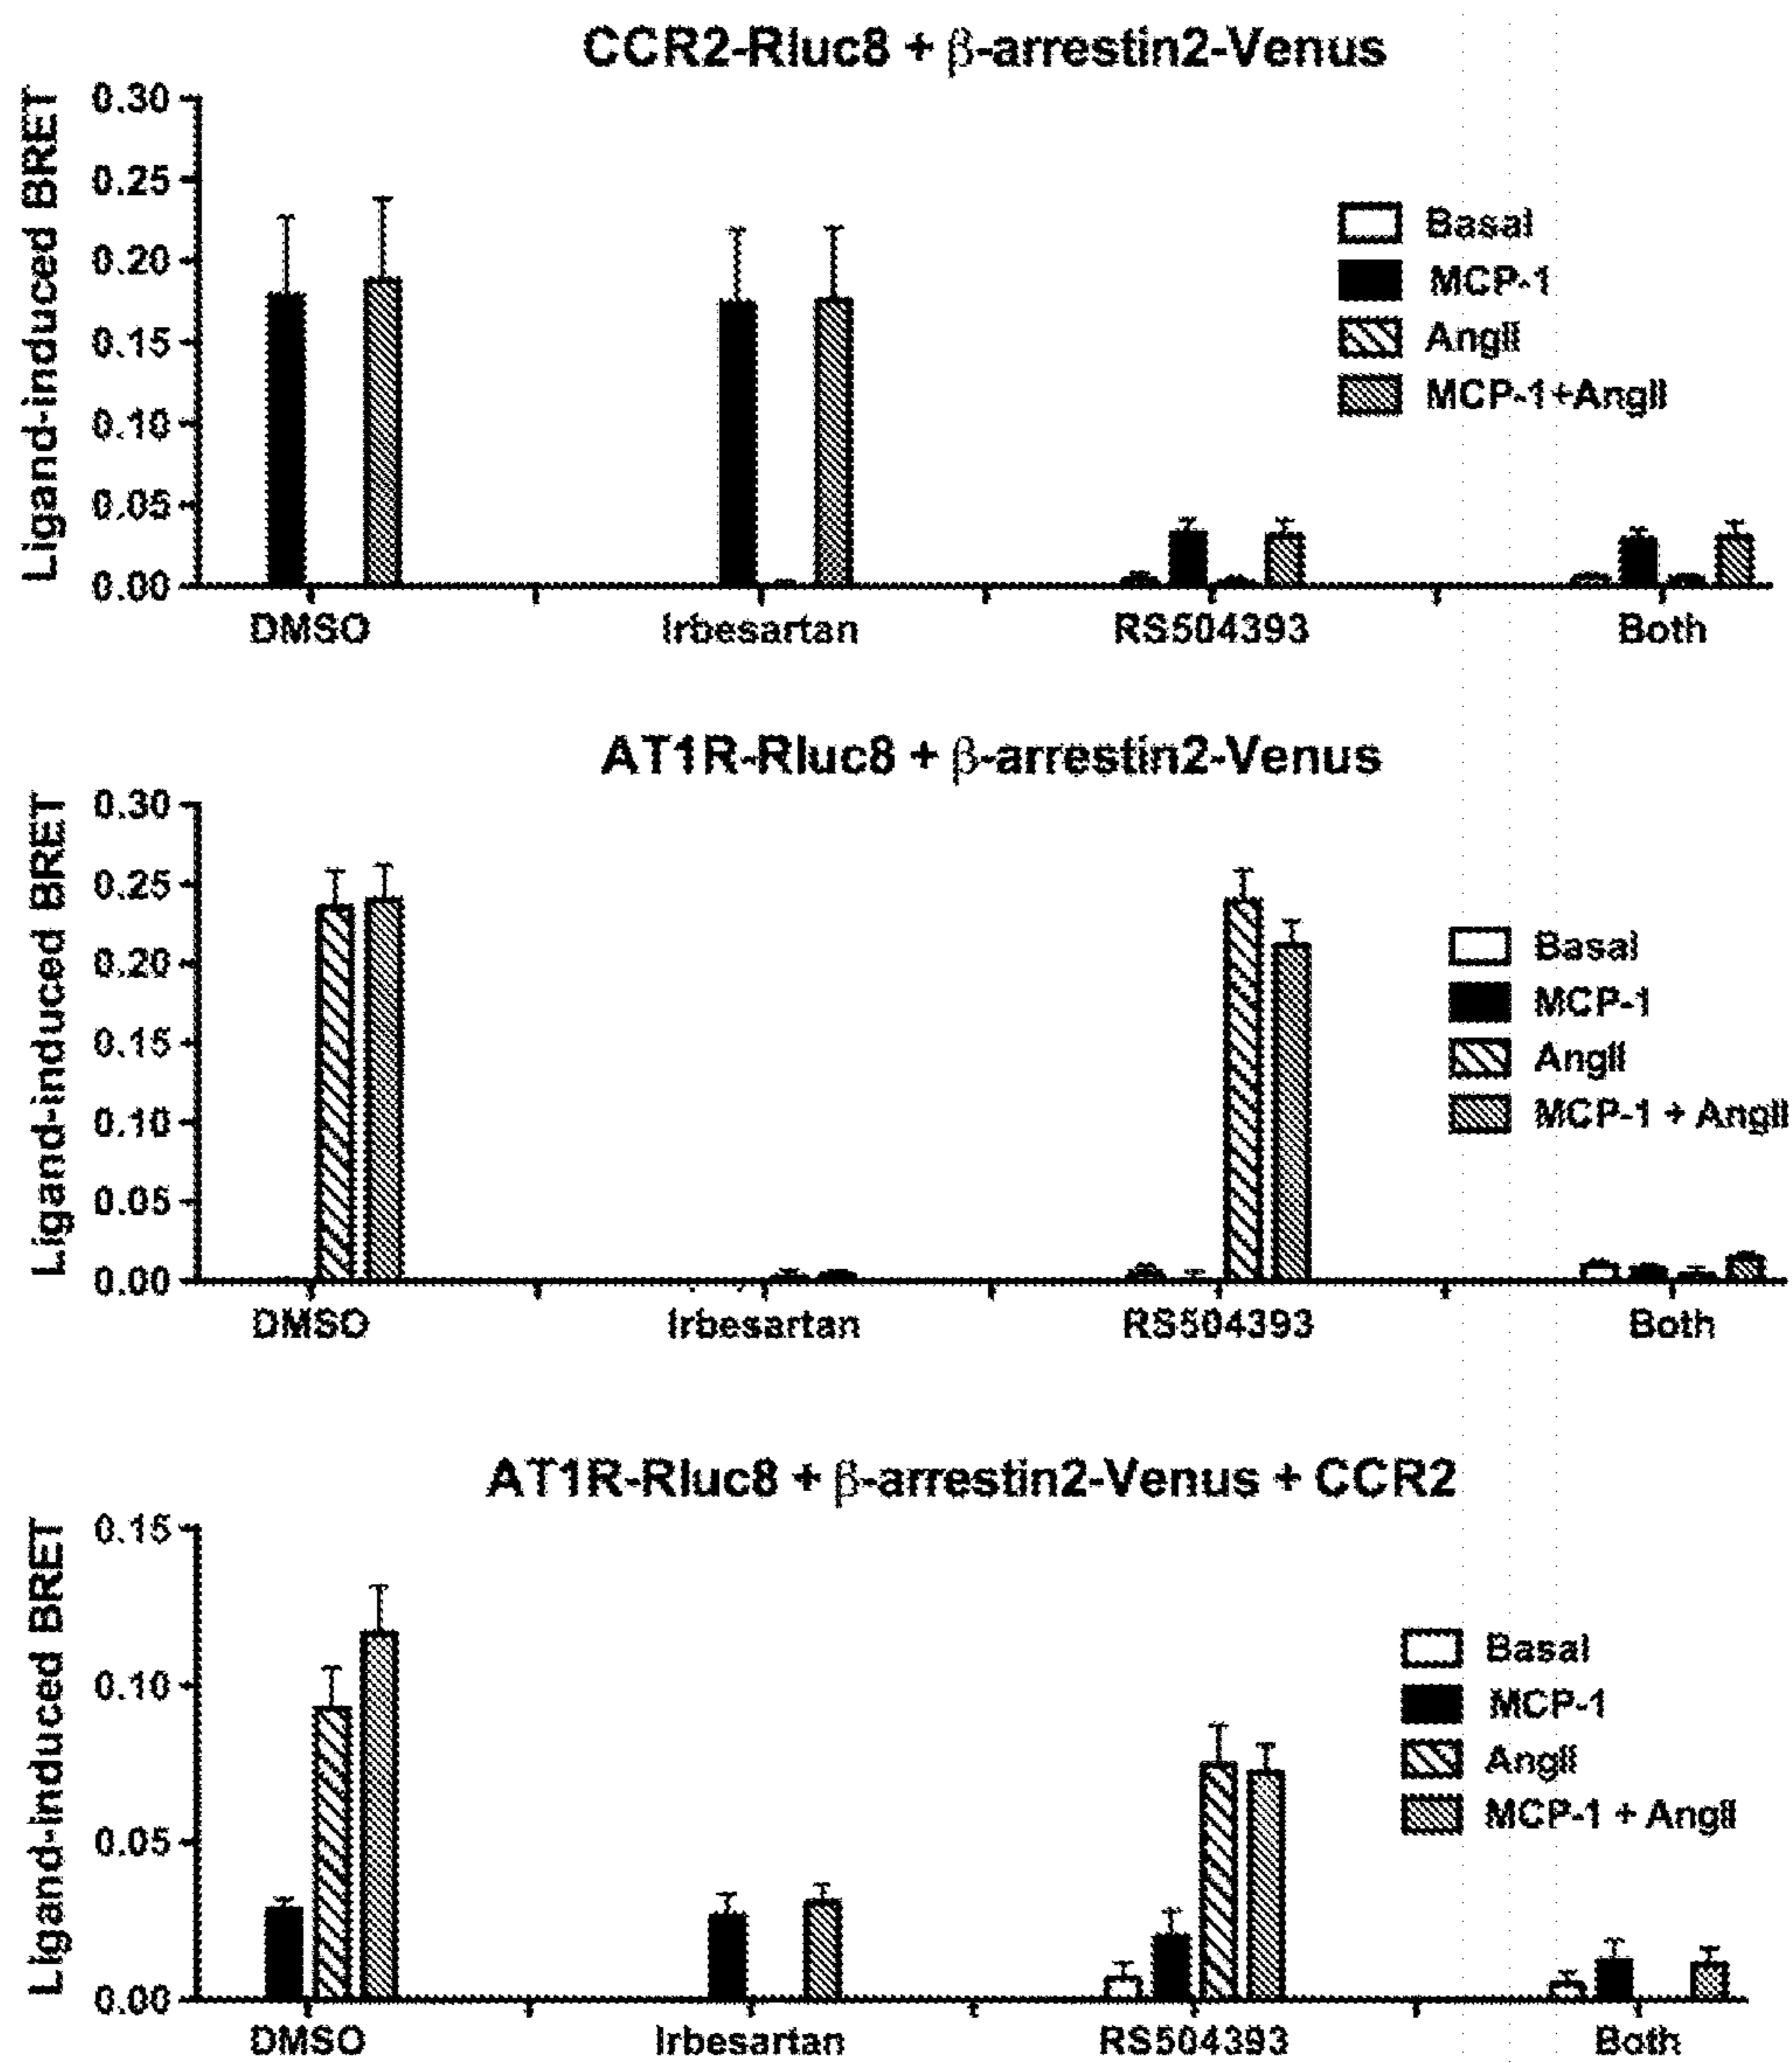 CCR2-Rluc8 + β-arrestin2-Venus
Ligand-induced BRET
0.30
0.25
0.20
0.15
0.10
0.05
0.00
Basal
MCP-1
AngII
MCP-1+AngII
DMSO
Irbesartan
RS504393
Both
AT1R-Rluc8 + β-arrestin2-Venus
Ligand-induced BRET
0.30
0.25
0.20
0.15
0.10
0.05
0.00
Basal
MCP-1
AngII
MCP-1 + AngII
DMSO
Irbesartan
RS504393
Both
AT1R-Rluc8 + β-arrestin2-Venus + CCR2
Ligand-induced BRET
0.15
0.10
0.05
0.00
Basal
MCP-1
AngII
MCP-1 + AngII
DMSO
Irbesartan
RS504393
Both